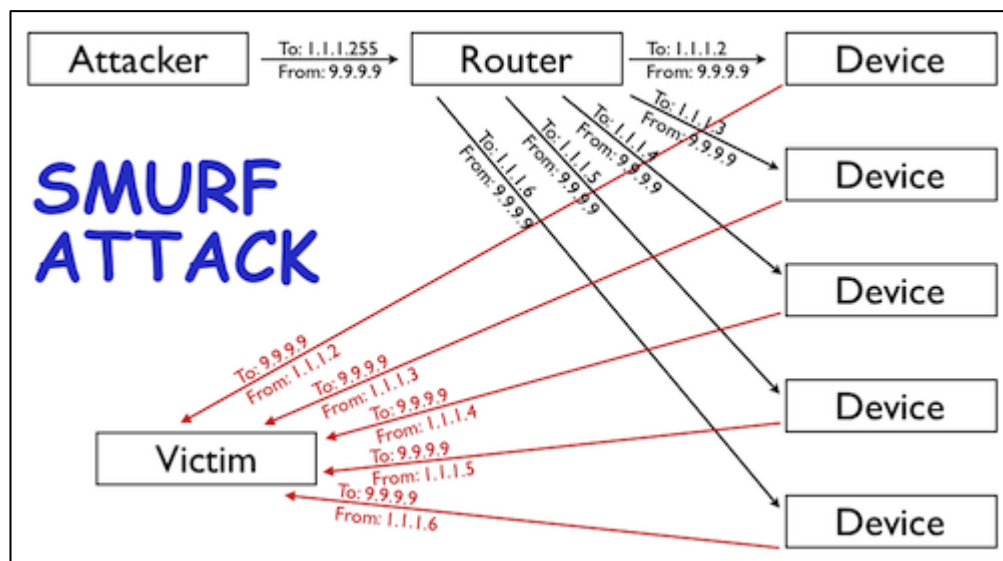 Attacker
To: 1.1.1.255
From: 9.9.9.9
Router
To: 1.1.1.2
From: 9.9.9.9
Device
To: 1.1.1.3
From: 9.9.9.9
Device
To: 1.1.1.4
From: 9.9.9.9
Device
To: 1.1.1.5
From: 9.9.9.9
Device
To: 1.1.1.6
From: 9.9.9.9
Device
SMURF
ATTACK
To: 9.9.9.9
From: 1.1.1.2
To: 9.9.9.9
From: 1.1.1.3
To: 9.9.9.9
From: 1.1.1.4
To: 9.9.9.9
From: 1.1.1.5
To: 9.9.9.9
From: 1.1.1.6
Victim